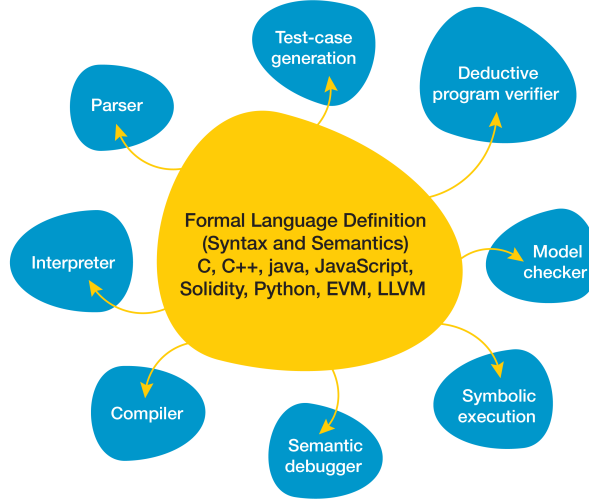 Test-case
generation
Deductive
program verifier
Parser
Formal Language Definition
(Syntax and Semantics)
C, C++, java, JavaScript,
Solidity, Python, EVM, LLVM
Interpreter
Model
checker
Compiler
Symbolic
execution
Semantic
debugger